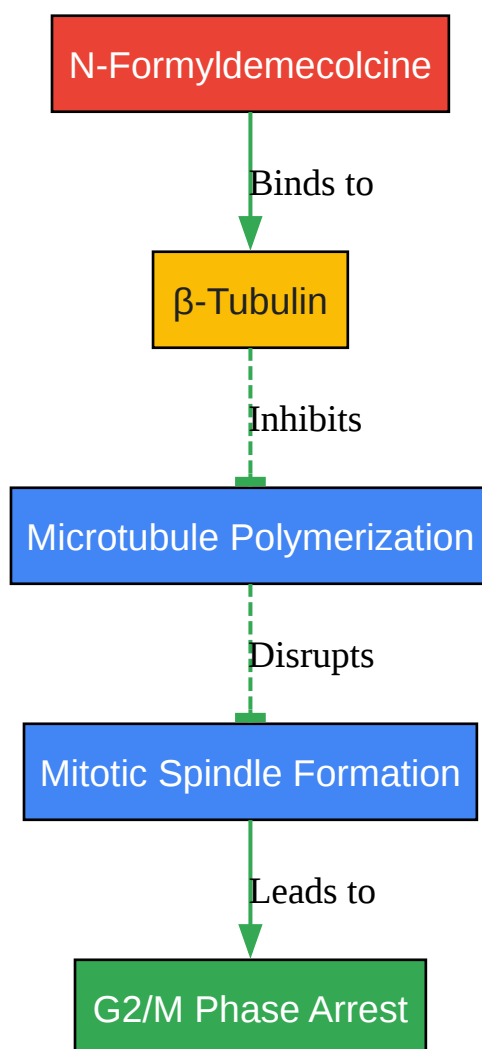 N-Formyldemecolcine
Binds to
β-Tubulin
Inhibits
Microtubule Polymerization
Disrupts
Mitotic Spindle Formation
Leads to
G2/M Phase Arrest